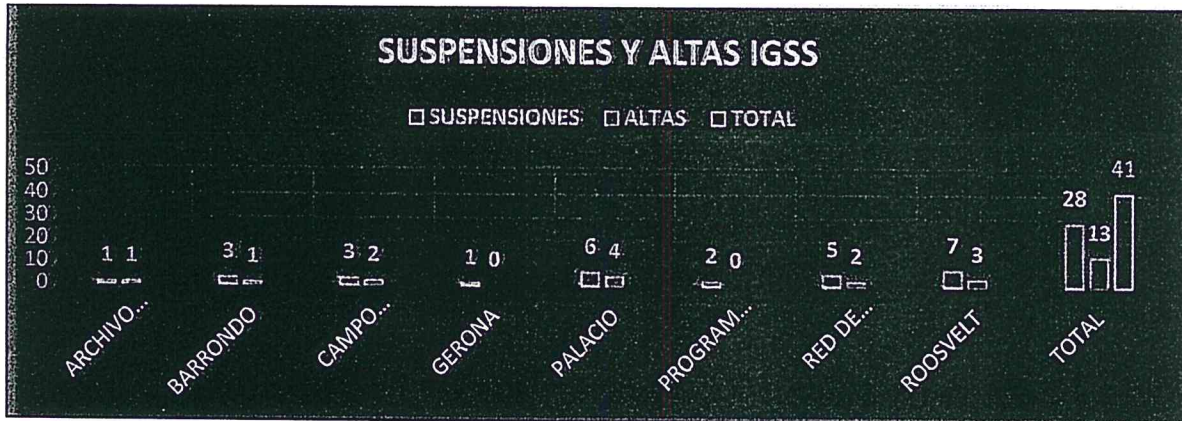 SUSPENSIONES Y ALTAS IGSS
SUSPENSIONES ALTAS TOTAL
50
40
30
20
10
0
1 1
3 1
3 2
1 0
6 4
2 0
5 2
7 3
28 13 41
ARCHIVO...
BARRONDO
CAMPO...
GERONA
PALACIO
PROGRAM...
RED DE...
ROOSVELT
TOTAL